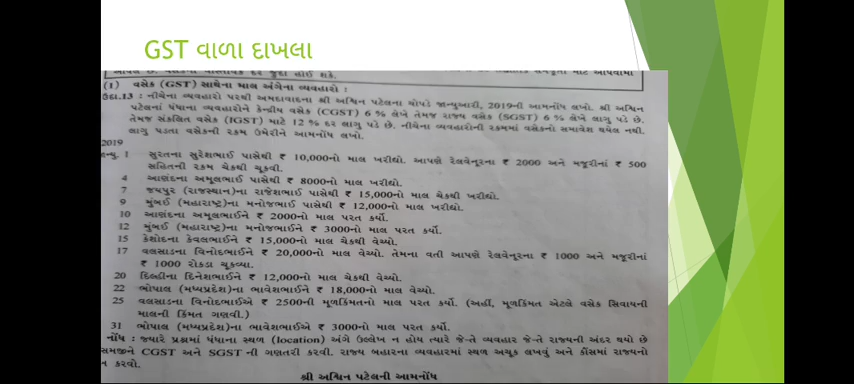 GST વાળા દાખલા
(1) વસેક (GST) સાથેના માલ અંગેના વ્યવહારો :
ઉદા.13 : નીચેના વ્યવહારો પરથી અમદાવાદના શ્રી અશ્વિન પટેલના ચોપડે જાન્યુઆરી, 2019ની આમનોંધ લખો. શ્રી અશ્વિન
પટેલનાં ધંધાના વ્યવહારોને કેન્દ્રીય વસેક (CGST) 6 % લેખે તેમજ રાજ્ય વસેક (SGST) 6 % લેખે લાગુ પડે છે.
તેમજ સંકલિત વસેક (IGST) માટે 12 % દર લાગુ પડે છે. નીચેના વ્યવહારોની રકમમાં વસેકનો સમાવેશ થયેલ નથી.
લાગુ પડતા વસેકની રકમ ઉમેરીને આમનોંધ લખો.
2019
જાન્યુ. 1 સુરતના સુરેશભાઈ પાસેથી ₹ 10,000નો માલ ખરીદ્યો. આપણે રેલવેનૂરના ₹ 2000 અને મજૂરીનાં ₹ 500
સહિતની રકમ ચેકથી ચૂકવી.
4 આણંદના અમૂલભાઈ પાસેથી ₹ 8000નો માલ ખરીદ્યો.
7 જયપુર (રાજસ્થાન)ના રાજેશભાઈ પાસેથી ₹ 15,000નો માલ ચેકથી ખરીદ્યો.
9 મુંબઈ (મહારાષ્ટ્ર)ના મનોજભાઈ પાસેથી ₹ 12,000નો માલ ખરીદ્યો.
10 આણંદના અમૂલભાઈને ₹ 2000નો માલ પરત કર્યો.
12 મુંબઈ (મહારાષ્ટ્ર)ના મનોજભાઈને ₹ 3000નો માલ પરત કર્યો.
15 કેશોદના કેવલભાઈને ₹ 15,000નો માલ ચેકથી વેચ્યો.
17 વલસાડના વિનોદભાઈને ₹ 20,000નો માલ વેચ્યો. તેમના વતી આપણે રેલવેનૂરના ₹ 1000 અને મજૂરીનાં
₹ 1000 રોકડા ચૂકવ્યા.
20 દિલ્હીના દિનેશભાઈને ₹ 12,000નો માલ ચેકથી વેચ્યો.
22 ભોપાલ (મધ્યપ્રદેશ)ના ભાવેશભાઈને ₹ 18,000નો માલ વેચ્યો.
25 વલસાડના વિનોદભાઈએ ₹ 2500ની મૂળકિંમતનો માલ પરત કર્યો. (અહીં, મૂળકિંમત એટલે વસેક સિવાયની
માલની કિંમત ગણવી.)
31 ભોપાલ (મધ્યપ્રદેશ)ના ભાવેશભાઈએ ₹ 3000નો માલ પરત કર્યો.
નોંધ : જ્યારે પ્રશ્નમાં ધંધાના સ્થળ (location) અંગે ઉલ્લેખ ન હોય ત્યારે જે-તે વ્યવહાર જે-તે રાજ્યની અંદર થયો છે
સમજીને CGST અને SGST ની ગણતરી કરવી. રાજ્ય બહારના વ્યવહારમાં સ્થળ અચૂક લખવું અને કૌંસમાં રાજ્યનો
ન કરવો.
શ્રી અશ્વિન પટેલની આમનોંધ